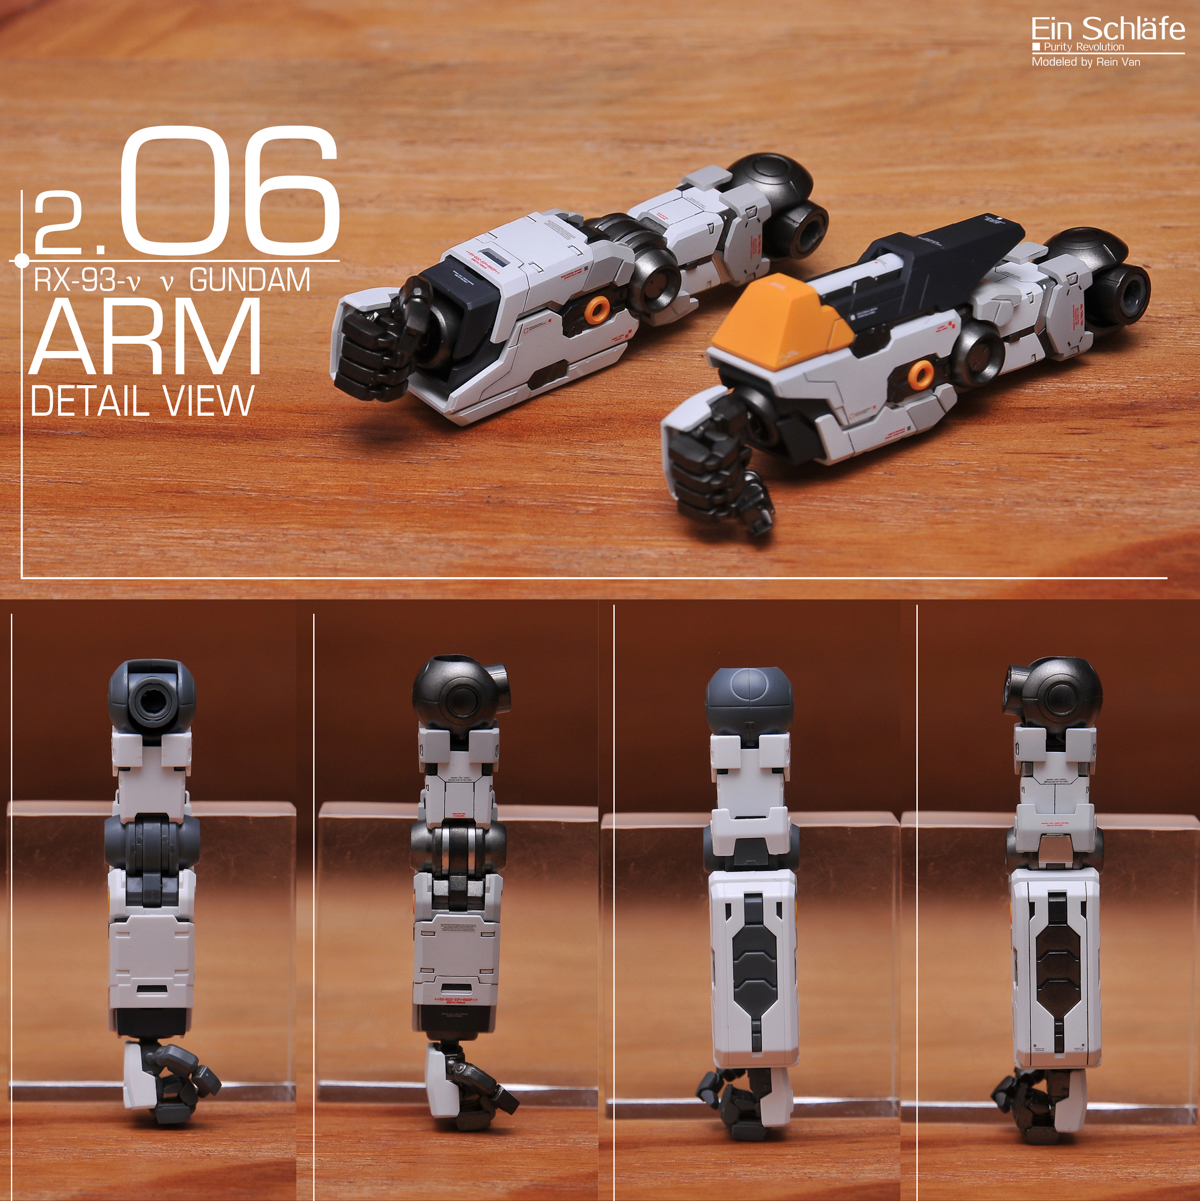 Ein Schläfe
Purity Revolution
Modeled by Rein Van
2.06
RX-93-ν ν GUNDAM
ARM
DETAIL VIEW